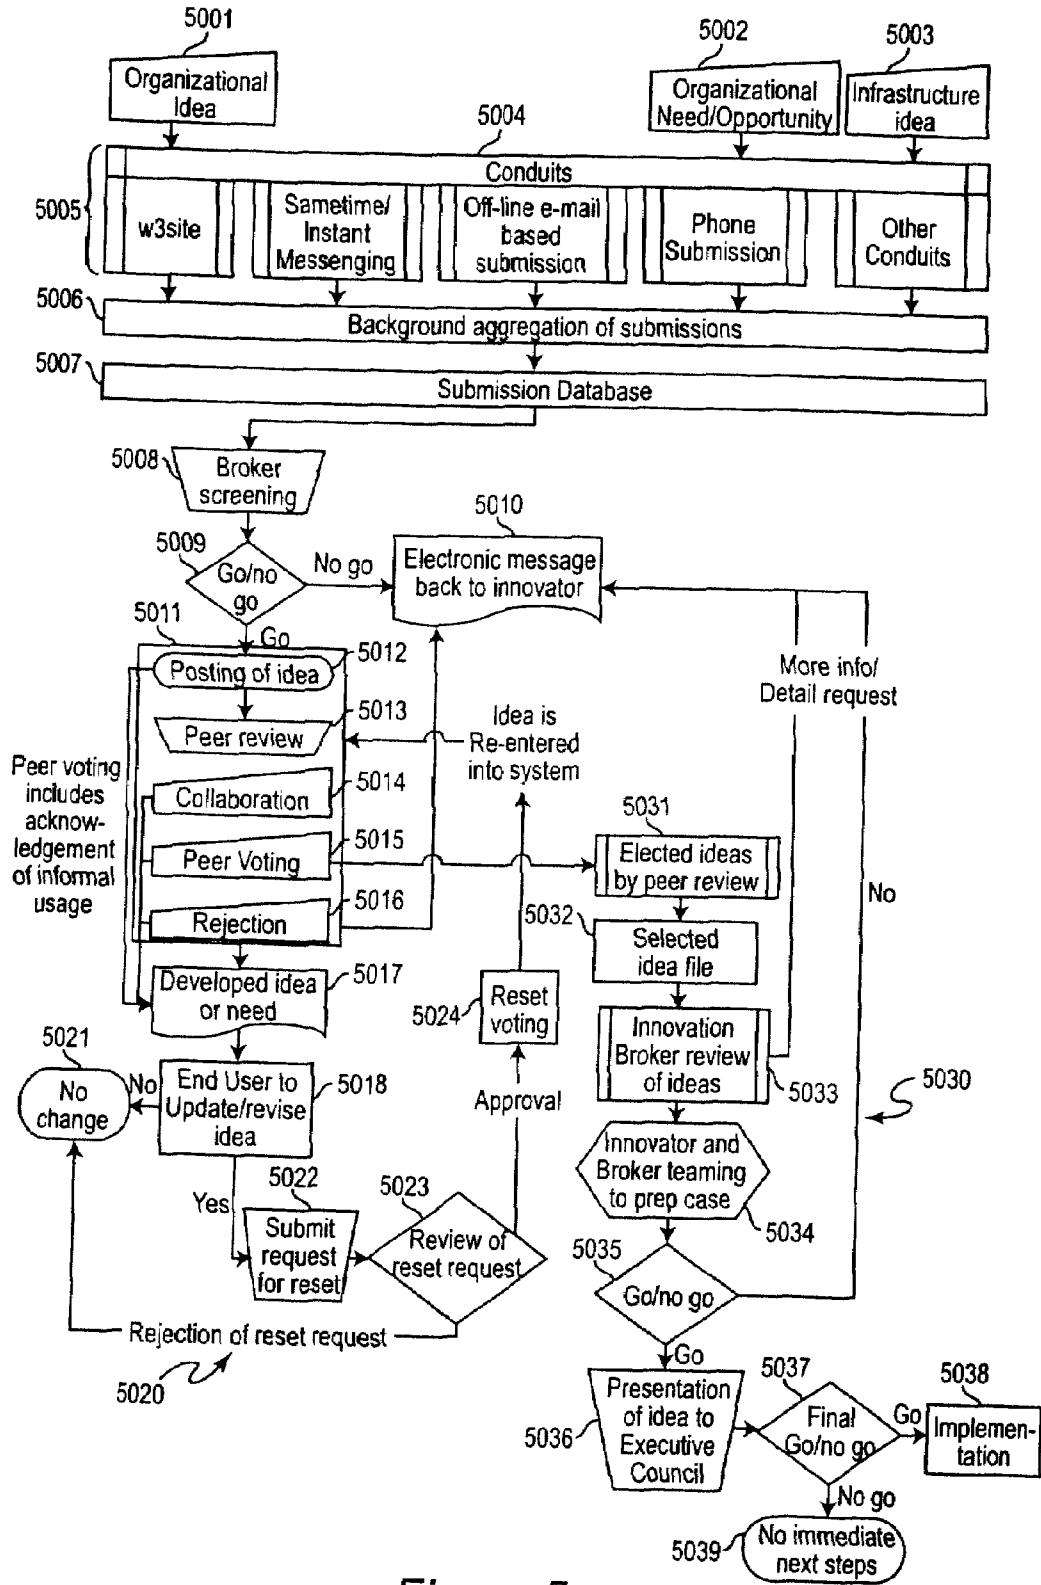 5001
5002
5003
Organizational
Idea
Organizational
Need/Opportunity
Infrastructure
idea
5004
Conduits
5005
w3site
Sametime/
Instant
Messenging
Off-line e-mail
based
submission
Phone
Submission
Other
Conduits
5006
Background aggregation of submissions
5007
Submission Database
5008
Broker
screening
5009
Go/no
go
No go
5010
Electronic message
back to innovator
Go
5011
5012
Posting of idea
5013
Peer review
Idea is
Re-entered
into system
More info/
Detail request
Peer voting
includes
acknow-
ledgement
of informal
usage
5014
Collaboration
5015
Peer Voting
5016
Rejection
5031
Elected ideas
by peer review
No
5032
Selected
idea file
5017
Developed idea
or need
5024
Reset
voting
Innovation
Broker review
of ideas
5033
5021
No
change
No
End User to
Update/revise
idea
5018
Approval
5030
Innovator and
Broker teaming
to prep case
5034
Yes
5022
Submit
request
for reset
5023
Review of
reset request
5035
Go/no go
Rejection of reset request
5020
Go
Presentation
of idea to
Executive
Council
5036
5037
Final
Go/no go
Go
5038
Implemen-
tation
No go
5039
No immediate
next steps